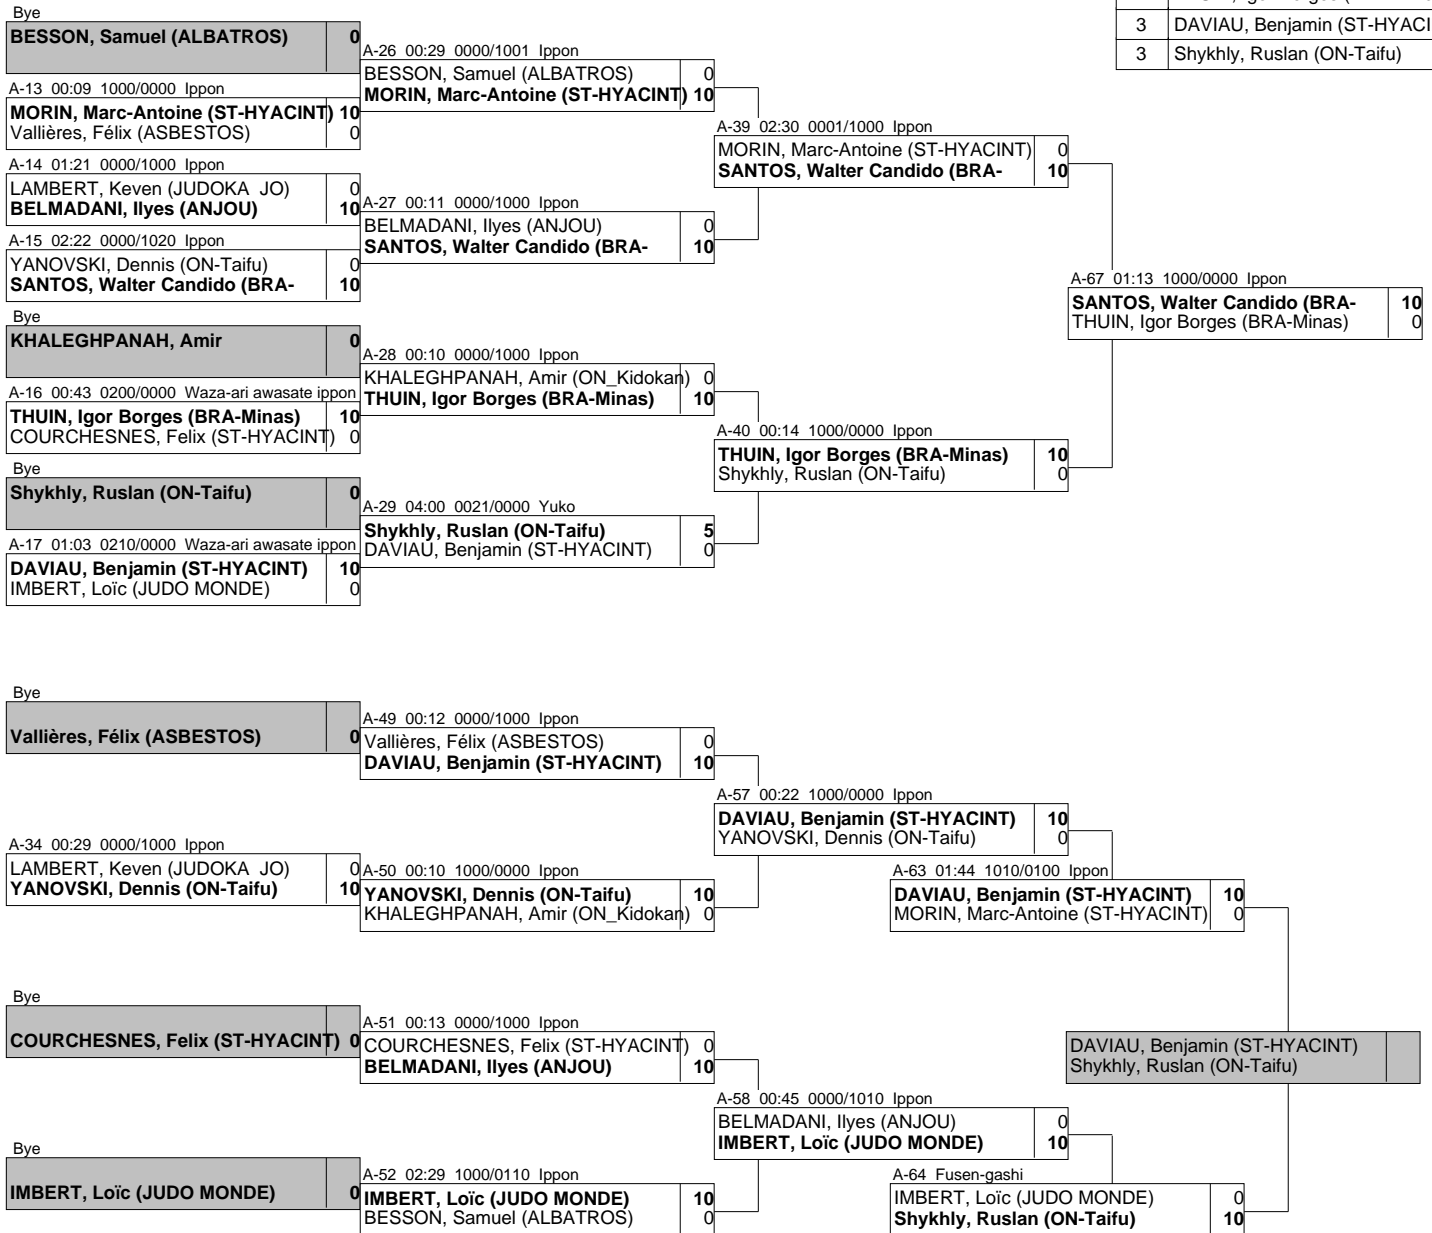 3 DAVIAU, Benjamin (ST-HYACI
3 Shykhly, Ruslan (ON-Taifu)
Bye
BESSON, Samuel (ALBATROS) 0
A-13 00:09 1000/0000 Ippon
MORIN, Marc-Antoine (ST-HYACINT) 10
Vallières, Félix (ASBESTOS) 0
A-14 01:21 0000/1000 Ippon
LAMBERT, Keven (JUDOKA JO) 0
BELMADANI, Ilyes (ANJOU) 10
A-15 02:22 0000/1020 Ippon
YANOVSKI, Dennis (ON-Taifu) 0
SANTOS, Walter Candido (BRA- 10
Bye
KHALEGHPANAH, Amir 0
A-16 00:43 0200/0000 Waza-ari awasate ippon
THUIN, Igor Borges (BRA-Minas) 10
COURCHESNES, Felix (ST-HYACINT) 0
Bye
Shykhly, Ruslan (ON-Taifu) 0
A-17 01:03 0210/0000 Waza-ari awasate ippon
DAVIAU, Benjamin (ST-HYACINT) 10
IMBERT, Loïc (JUDO MONDE) 0
A-26 00:29 0000/1001 Ippon
BESSON, Samuel (ALBATROS) 0
MORIN, Marc-Antoine (ST-HYACINT) 10
A-27 00:11 0000/1000 Ippon
BELMADANI, Ilyes (ANJOU) 0
SANTOS, Walter Candido (BRA- 10
A-28 00:10 0000/1000 Ippon
KHALEGHPANAH, Amir (ON_Kidokan) 0
THUIN, Igor Borges (BRA-Minas) 10
A-29 04:00 0021/0000 Yuko
Shykhly, Ruslan (ON-Taifu) 5
DAVIAU, Benjamin (ST-HYACINT) 0
A-39 02:30 0001/1000 Ippon
MORIN, Marc-Antoine (ST-HYACINT) 0
SANTOS, Walter Candido (BRA- 10
A-40 00:14 1000/0000 Ippon
THUIN, Igor Borges (BRA-Minas) 10
Shykhly, Ruslan (ON-Taifu) 0
A-67 01:13 1000/0000 Ippon
SANTOS, Walter Candido (BRA- 10
THUIN, Igor Borges (BRA-Minas) 0
Bye
Vallières, Félix (ASBESTOS) 0
A-34 00:29 0000/1000 Ippon
LAMBERT, Keven (JUDOKA JO) 0
YANOVSKI, Dennis (ON-Taifu) 10
Bye
COURCHESNES, Felix (ST-HYACINT) 0
Bye
IMBERT, Loïc (JUDO MONDE) 0
A-49 00:12 0000/1000 Ippon
Vallières, Félix (ASBESTOS) 0
DAVIAU, Benjamin (ST-HYACINT) 10
A-50 00:10 1000/0000 Ippon
YANOVSKI, Dennis (ON-Taifu) 10
KHALEGHPANAH, Amir (ON_Kidokan) 0
A-51 00:13 0000/1000 Ippon
COURCHESNES, Felix (ST-HYACINT) 0
BELMADANI, Ilyes (ANJOU) 10
A-52 02:29 1000/0110 Ippon
IMBERT, Loïc (JUDO MONDE) 10
BESSON, Samuel (ALBATROS) 0
A-57 00:22 1000/0000 Ippon
DAVIAU, Benjamin (ST-HYACINT) 10
YANOVSKI, Dennis (ON-Taifu) 0
A-58 00:45 0000/1010 Ippon
BELMADANI, Ilyes (ANJOU) 0
IMBERT, Loïc (JUDO MONDE) 10
A-63 01:44 1010/0100 Ippon
DAVIAU, Benjamin (ST-HYACINT) 10
MORIN, Marc-Antoine (ST-HYACINT) 0
A-64 Fusen-gashi
IMBERT, Loïc (JUDO MONDE) 0
Shykhly, Ruslan (ON-Taifu) 10
DAVIAU, Benjamin (ST-HYACINT)
Shykhly, Ruslan (ON-Taifu)